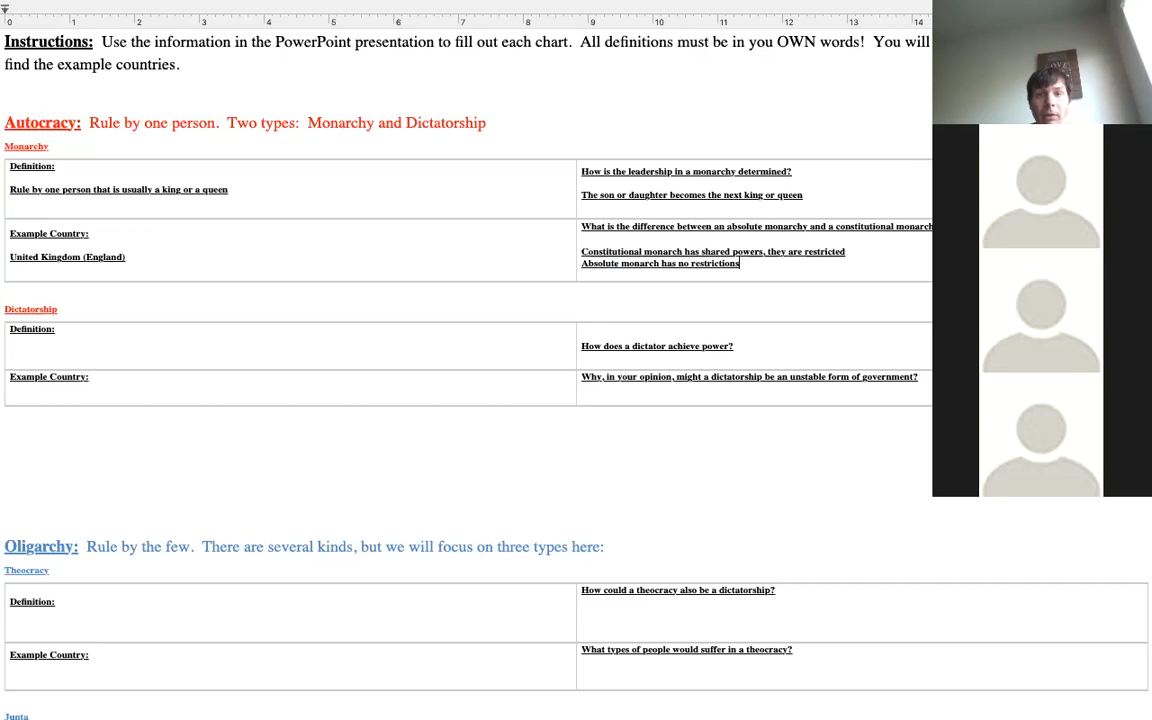 0 1 2 3 4 5 6 7 8 9 10 11 12 13 14
Instructions: Use the information in the PowerPoint presentation to fill out each chart. All definitions must be in you OWN words! You will
find the example countries.
Autocracy: Rule by one person. Two types: Monarchy and Dictatorship
Monarchy
Definition:
Rule by one person that is usually a king or a queen
How is the leadership in a monarchy determined?
The son or daughter becomes the next king or queen
Example Country:
United Kingdom (England)
What is the difference between an absolute monarchy and a constitutional monarch
Constitutional monarch has shared powers, they are restricted
Absolute monarch has no restrictions
Dictatorship
Definition:
How does a dictator achieve power?
Example Country:
Why, in your opinion, might a dictatorship be an unstable form of government?
Oligarchy: Rule by the few. There are several kinds, but we will focus on three types here:
Theocracy
Definition:
How could a theocracy also be a dictatorship?
Example Country:
What types of people would suffer in a theocracy?
Junta